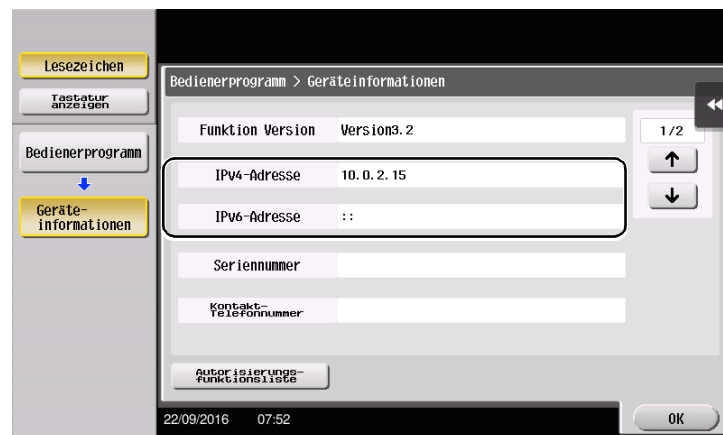 Lesezeichen
Tastatur
anzeigen
Bedienerprogramm
Geräte-
informationen
Bedienerprogramm > Geräteinformationen
Funktion Version Version3.2
1/2
IPv4-Adresse 10.0.2.15
IPv6-Adresse ::
Seriennummer
Kontakt-
Telefonnummer
Autorisierungs-
funktionsliste
22/09/2016 07:52
OK